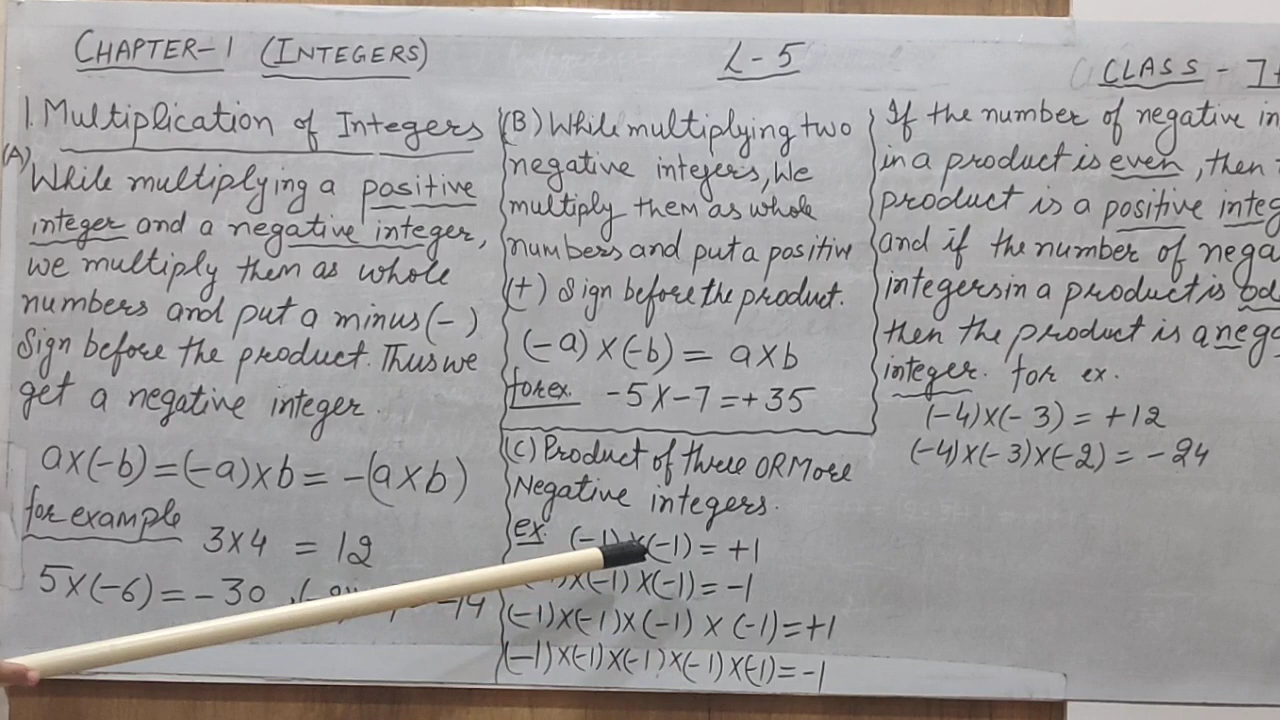 CHAPTER-1 (INTEGERS)
L-5
CLASS - 7
1. Multiplication of Integers
(A) While multiplying a positive
integer and a negative integer,
we multiply them as whole
numbers and put a minus (-)
Sign before the product. Thus we
get a negative integer.
a×(-b)=(-a)×b = -(a×b)
for example
3×4 = 12
5×(-6)=-30, -14
(B) While multiplying two
negative integers, We
multiply them as whole
numbers and put a positive
(+) Sign before the product.
(-a)×(-b)= a×b
for ex. -5×-7=+35
(C) Product of three OR More
Negative integers.
ex. (-1)×(-1)= +1
×(-1)×(-1)=-1
(-1)×(-1)×(-1)×(-1)=+1
(-1)×(-1)×(-1)×(-1)×(-1)=-1
If the number of negative in
in a product is even, then
product is a positive integ
and if the number of nega
integers in a product is od
then the product is a nega
integer. for ex.
(-4)×(-3)= +12
(-4)×(-3)×(-2)= -24